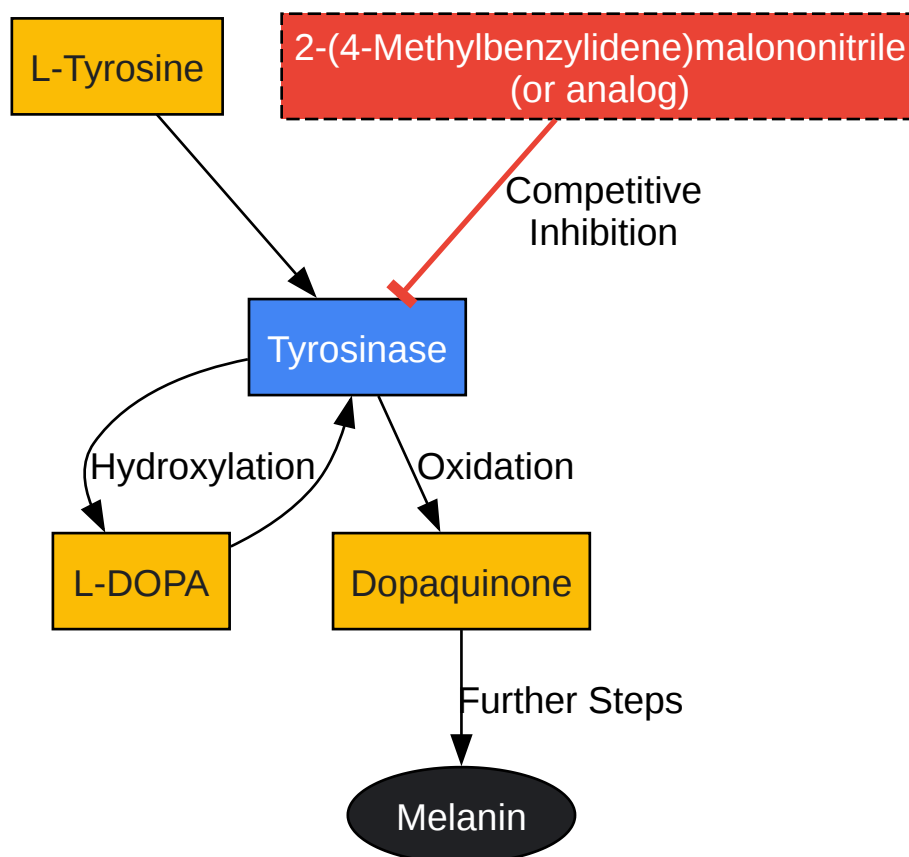 L-Tyrosine
2-(4-Methylbenzylidene)malononitrile
(or analog)
Competitive
Inhibition
Tyrosinase
Hydroxylation
Oxidation
L-DOPA
Dopaquinone
Further Steps
Melanin